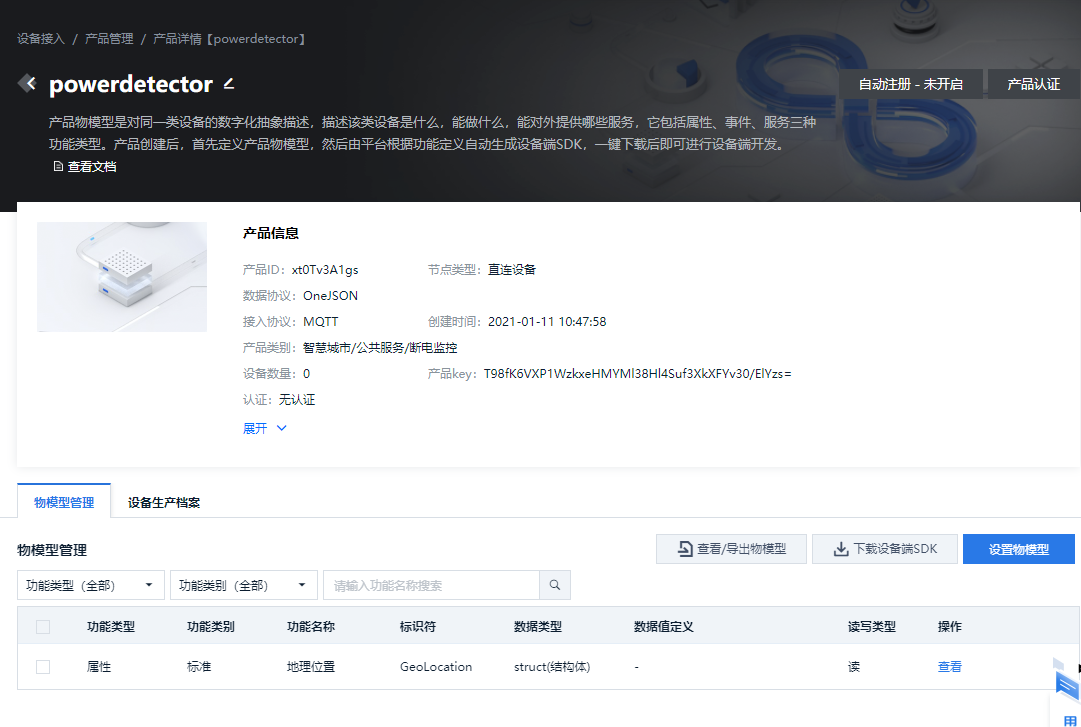 设备接入 / 产品管理 / 产品详情【powerdetector】
powerdetector
自动注册 - 未开启 产品认证
产品物模型是对同一类设备的数字化抽象描述，描述该类设备是什么，能做什么，能对外提供哪些服务，它包括属性、事件、服务三种
功能类型。产品创建后，首先定义产品物模型，然后由平台根据功能定义自动生成设备端SDK，一键下载后即可进行设备端开发。
查看文档
产品信息
产品ID： xt0Tv3A1gs 节点类型： 直连设备
数据协议： OneJSON
接入协议： MQTT 创建时间： 2021-01-11 10:47:58
产品类别： 智慧城市/公共服务/断电监控
设备数量： 0 产品key： T98fK6VXP1WzkxeHMYMl38Hl4Suf3XkXFYv30/ElYzs=
认证： 无认证
展开
物模型管理 设备生产档案
物模型管理 查看/导出物模型 下载设备端SDK 设置物模型
功能类型（全部） 功能类别（全部） 请输入功能名称搜索
功能类型 功能类别 功能名称 标识符 数据类型 数据值定义 读写类型 操作
属性 标准 地理位置 GeoLocation struct(结构体) - 读 查看